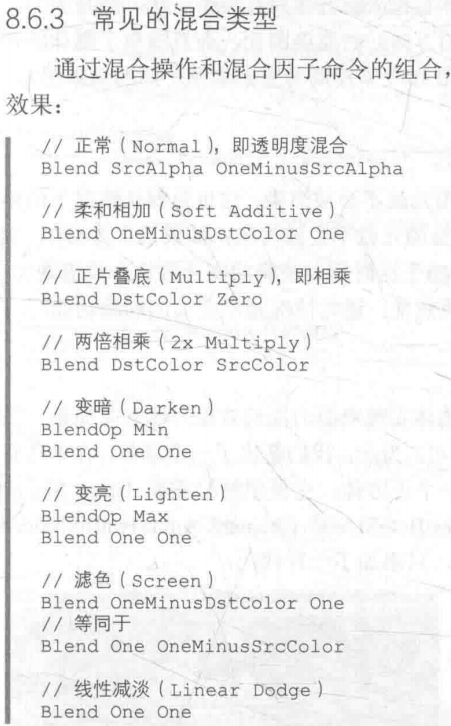 8.6.3 常见的混合类型
通过混合操作和混合因子命令的组合，
效果：
// 正常（Normal），即透明度混合
Blend SrcAlpha OneMinusSrcAlpha
// 柔和相加（Soft Additive）
Blend OneMinusDstColor One
// 正片叠底（Multiply），即相乘
Blend DstColor Zero
// 两倍相乘（2x Multiply）
Blend DstColor SrcColor
// 变暗（Darken）
BlendOp Min
Blend One One
// 变亮（Lighten）
BlendOp Max
Blend One One
// 滤色（Screen）
Blend OneMinusDstColor One
// 等同于
Blend One OneMinusSrcColor
// 线性减淡（Linear Dodge）
Blend One One